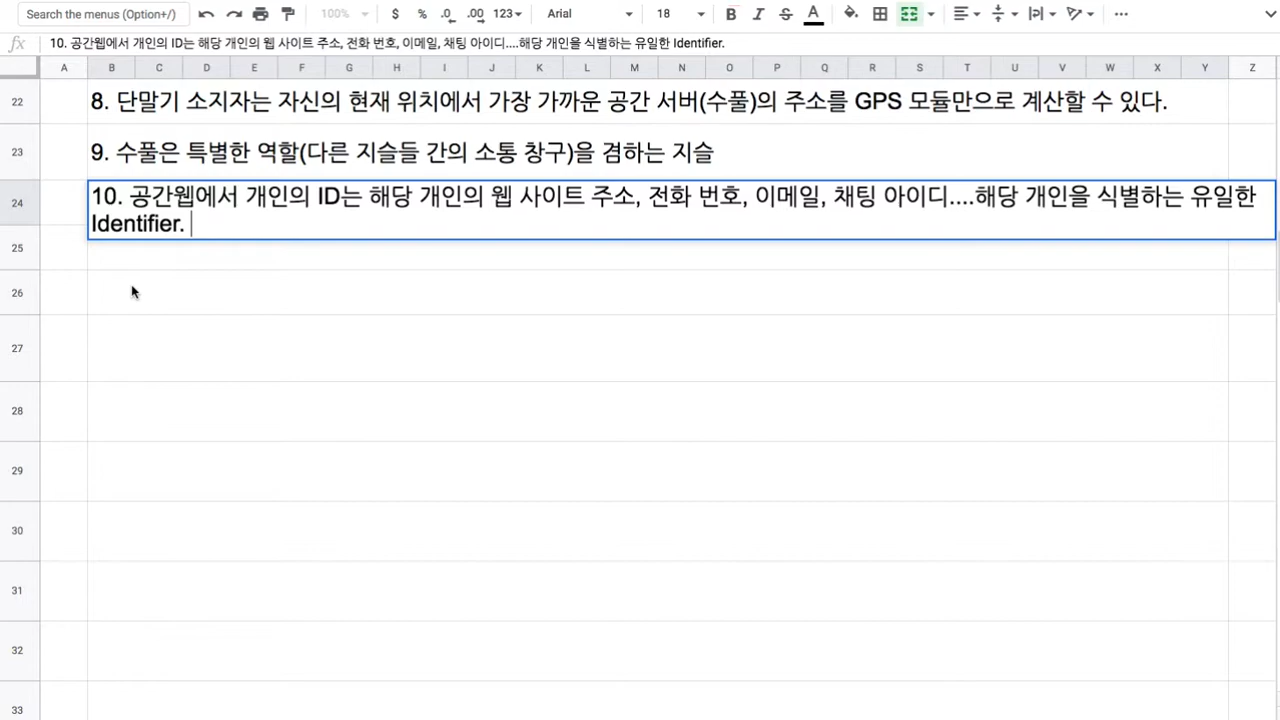 Search the menus (Option+/) 100% $ % .0 .00 123 Arial 18 B I S A
fx 10. 공간웹에서 개인의 ID는 해당 개인의 웹 사이트 주소, 전화 번호, 이메일, 채팅 아이디....해당 개인을 식별하는 유일한 Identifier.
A B C D E F G H I J K L M N O P Q R S T U V W X Y Z
22 8. 단말기 소지자는 자신의 현재 위치에서 가장 가까운 공간 서버(수풀)의 주소를 GPS 모듈만으로 계산할 수 있다.
23 9. 수풀은 특별한 역할(다른 지슬들 간의 소통 창구)을 겸하는 지슬
24 10. 공간웹에서 개인의 ID는 해당 개인의 웹 사이트 주소, 전화 번호, 이메일, 채팅 아이디....해당 개인을 식별하는 유일한
Identifier.
25
26
27
28
29
30
31
32
33